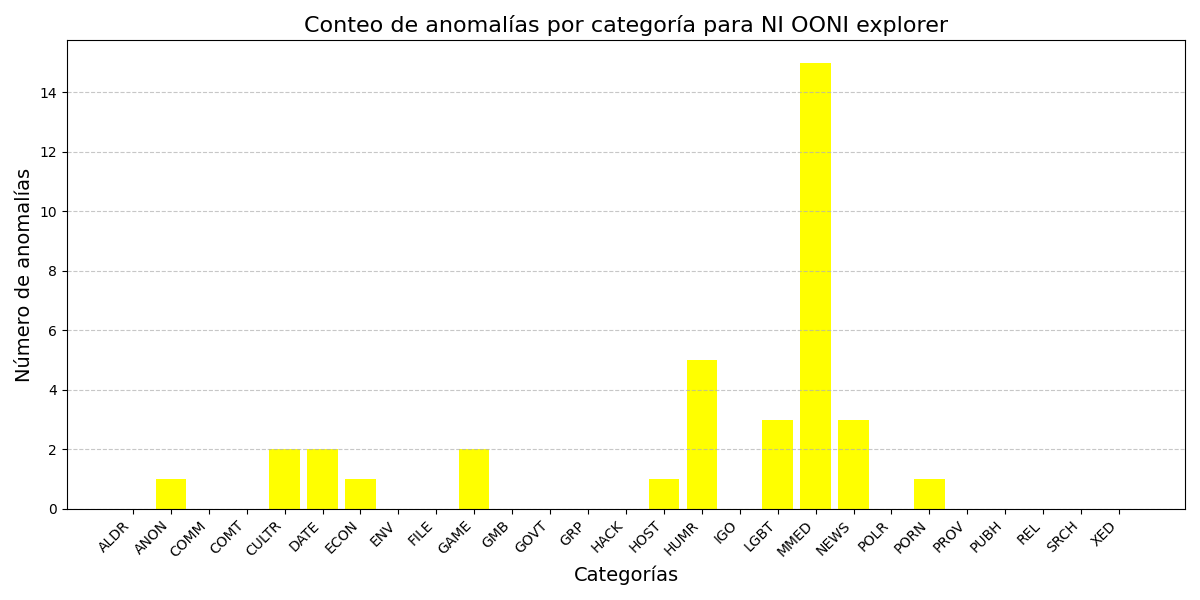 Conteo de anomalías por categoría para NI OONI explorer
Número de anomalías
14
12
10
8
6
4
2
0
ALDR
ANON
COMM
COMT
CULTR
DATE
ECON
ENV
FILE
GAME
GMB
GOVT
GRP
HACK
HOST
HUMR
IGO
LGBT
MMED
NEWS
POLR
PORN
PROV
PUBH
REL
SRCH
XED
Categorías